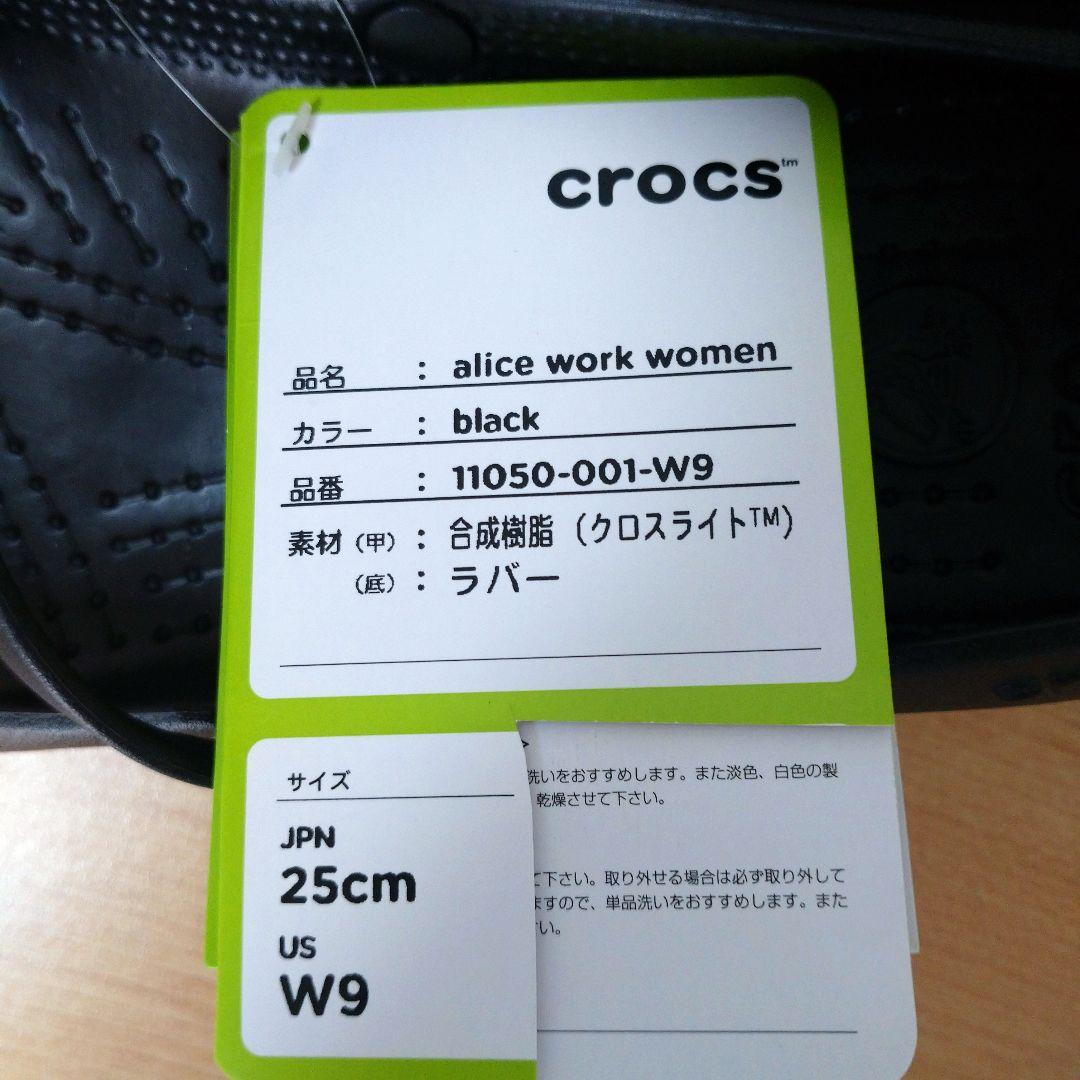 crocs™
品名 : alice work women
カラー : black
品番 : 11050-001-W9
素材（甲）: 合成樹脂（クロスライト™）
（底）: ラバー
サイズ
JPN
25cm
US
W9
洗いをおすすめします。また淡色、白色の製
乾燥させて下さい。
て下さい。取り外せる場合は必ず取り外して
ますので、単品洗いをおすすめします。また
い。